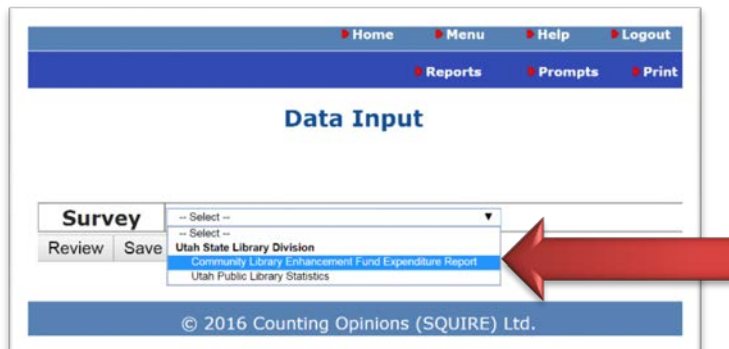 Home Menu Help Logout
Reports Prompts Print
Data Input
Survey -- Select --
-- Select --
Review Save Utah State Library Division
Community Library Enhancement Fund Expenditure Report
Utah Public Library Statistics
© 2016 Counting Opinions (SQUIRE) Ltd.